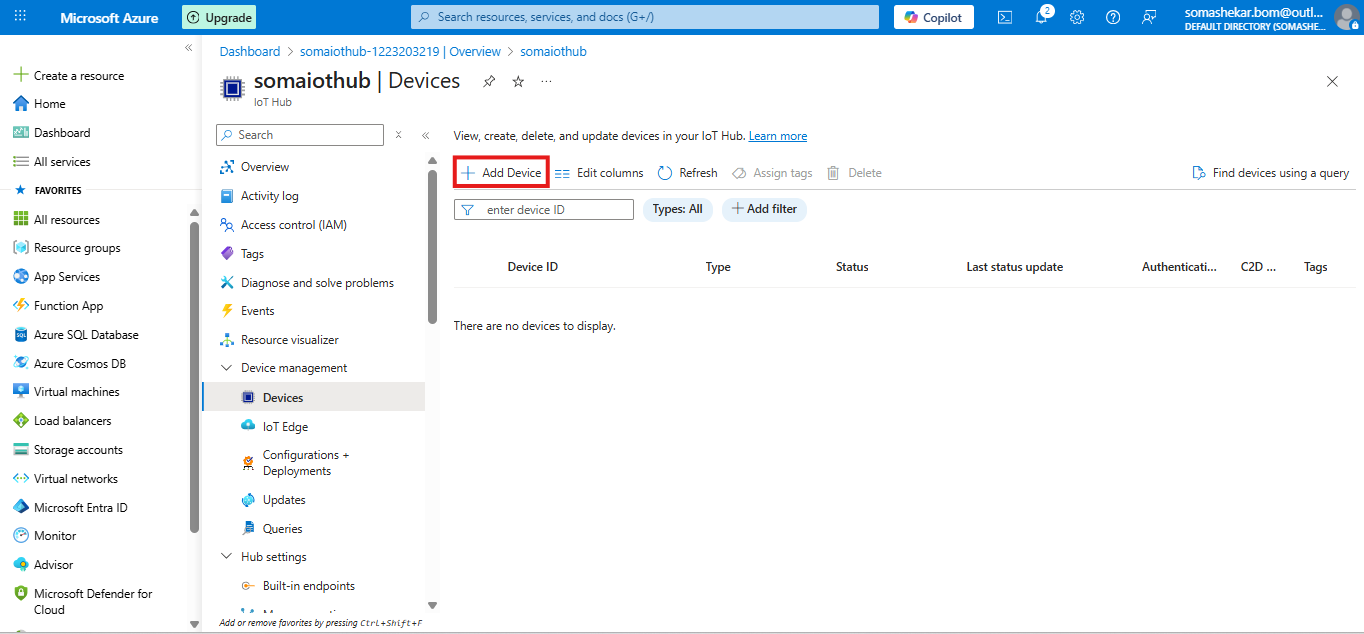 Microsoft Azure
Upgrade
Search resources, services, and docs (G+/)
Copilot
2
somashekar.bom@outl...
DEFAULT DIRECTORY (SOMASHE...
Dashboard > somaiothub-1223203219 | Overview > somaiothub
somaiothub | Devices
IoT Hub
Create a resource
Home
Dashboard
All services
FAVORITES
All resources
Resource groups
App Services
Function App
Azure SQL Database
Azure Cosmos DB
Virtual machines
Load balancers
Storage accounts
Virtual networks
Microsoft Entra ID
Monitor
Advisor
Microsoft Defender for
Cloud
Search
Overview
Activity log
Access control (IAM)
Tags
Diagnose and solve problems
Events
Resource visualizer
Device management
Devices
IoT Edge
Configurations +
Deployments
Updates
Queries
Hub settings
Built-in endpoints
Add or remove favorites by pressing Ctrl+Shift+F
View, create, delete, and update devices in your IoT Hub. Learn more
Add Device
Edit columns
Refresh
Assign tags
Delete
Find devices using a query
enter device ID
Types: All
Add filter
Device ID
Type
Status
Last status update
Authenticati...
C2D ...
Tags
There are no devices to display.